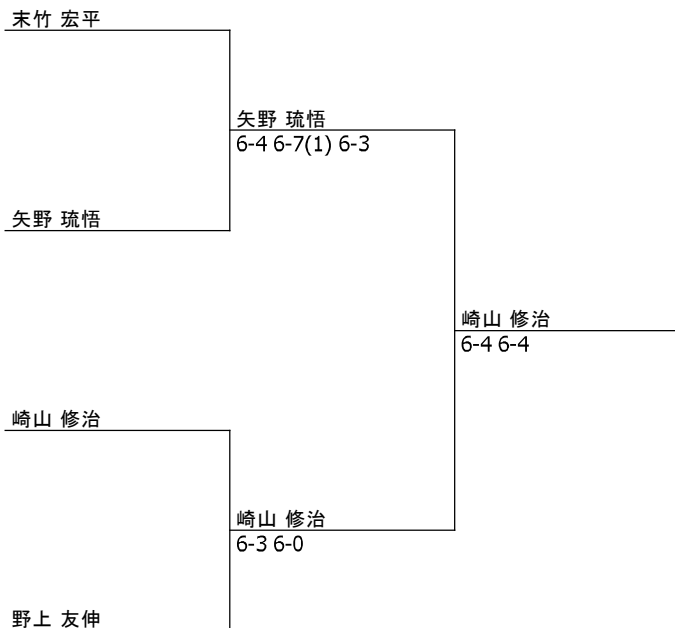 末竹 宏平
矢野 琉悟
6-4 6-7(1) 6-3
矢野 琉悟
崎山 修治
6-4 6-4
崎山 修治
崎山 修治
6-3 6-0
野上 友伸